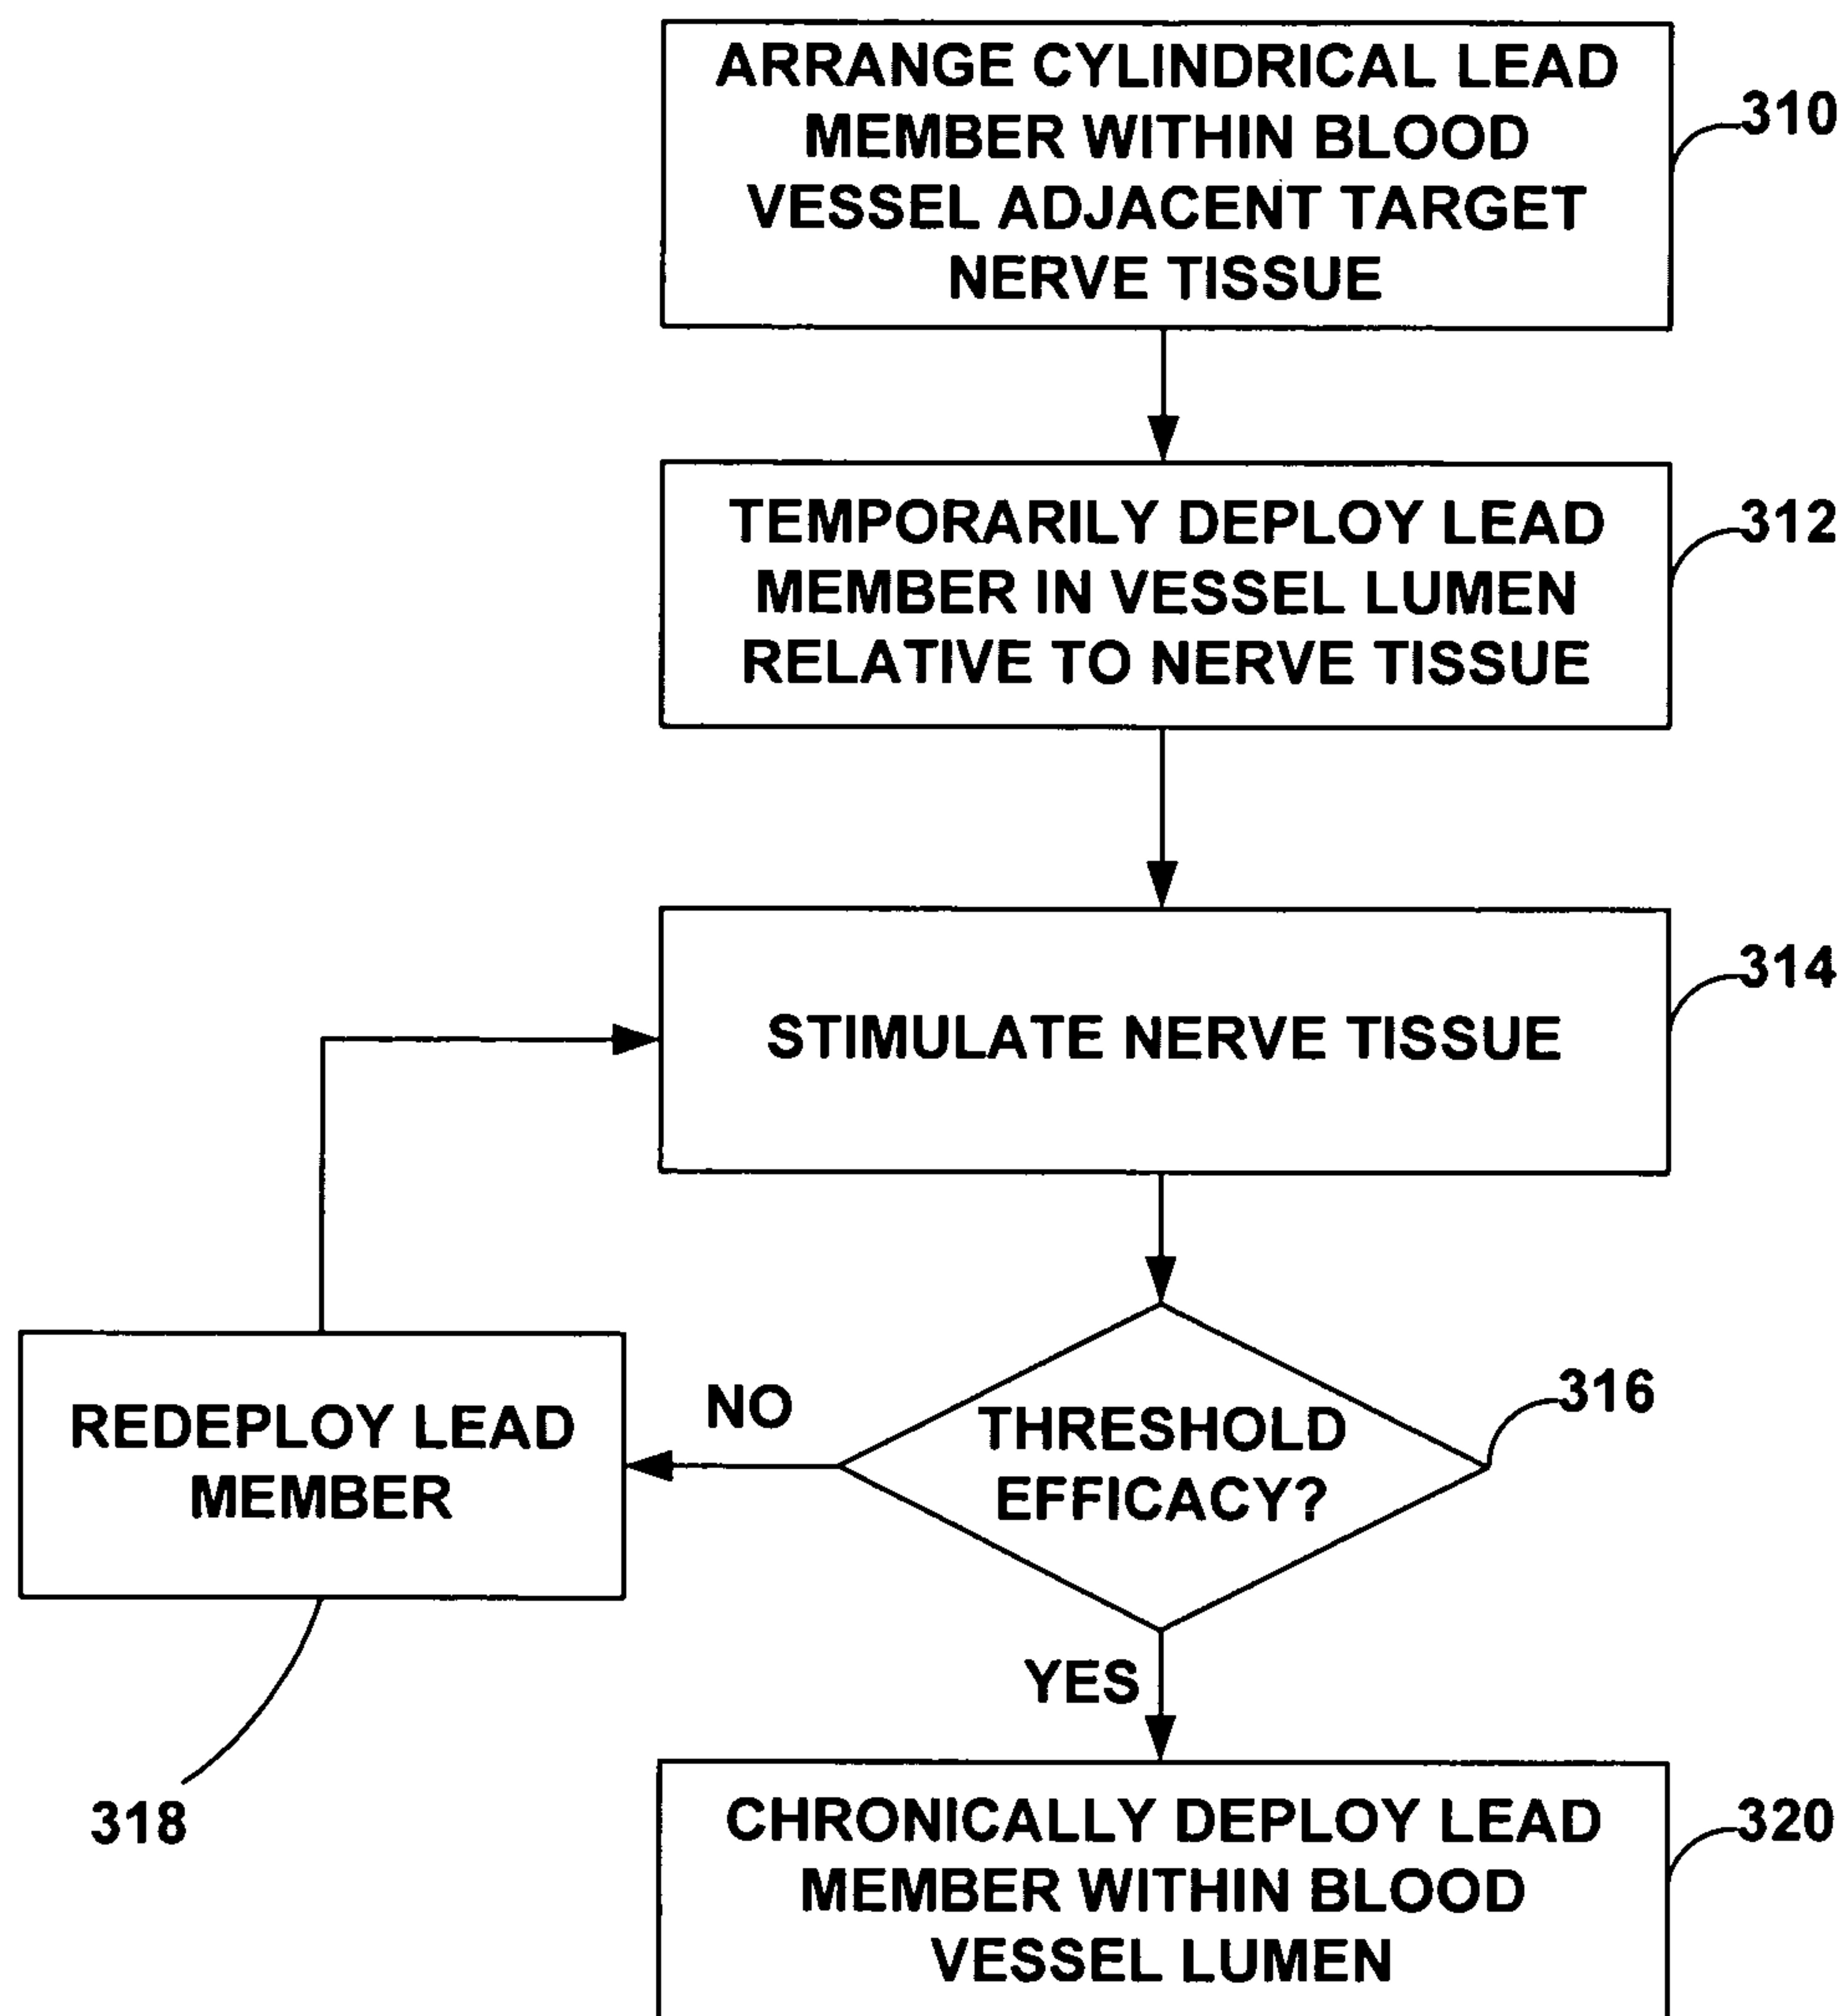 ARRANGE CYLINDRICAL LEAD
MEMBER WITHIN BLOOD
VESSEL ADJACENT TARGET
NERVE TISSUE
310
TEMPORARILY DEPLOY LEAD
MEMBER IN VESSEL LUMEN
RELATIVE TO NERVE TISSUE
312
STIMULATE NERVE TISSUE
314
THRESHOLD
EFFICACY?
316
NO
REDEPLOY LEAD
MEMBER
318
YES
CHRONICALLY DEPLOY LEAD
MEMBER WITHIN BLOOD
VESSEL LUMEN
320